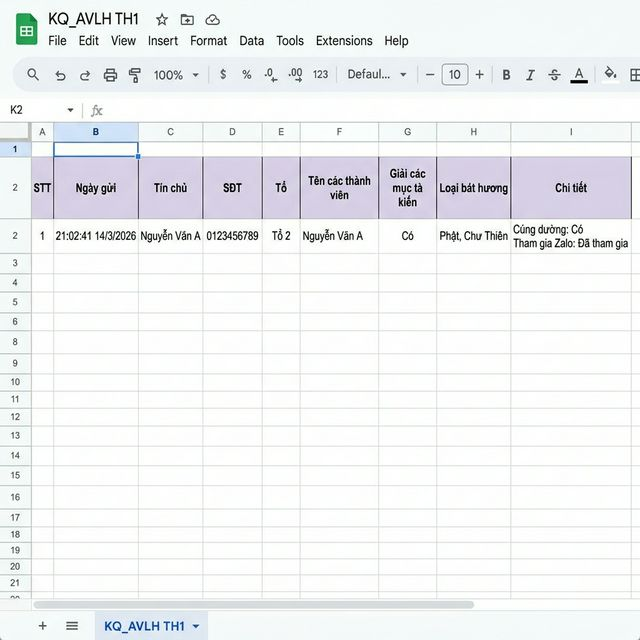 KQ_AVLH TH1
File Edit View Insert Format Data Tools Extensions Help
100% $ % .0 .00 123 Defaul... − 10 + B I S A
K2 fx
A B C D E F G H I
1
2 STT Ngày gửi Tín chủ SĐT Tổ Tên các thành viên Giải các mục tà kiến Loại bát hương Chi tiết
2 1 21:02:41 14/3/2026 Nguyễn Văn A 0123456789 Tổ 2 Nguyễn Văn A Có Phật, Chư Thiên Cúng dường: Có
Tham gia Zalo: Đã tham gia
3
4
5
6
8
9
10
11
12
13
14
15
16
17
18
19
20
21
+ KQ_AVLH TH1